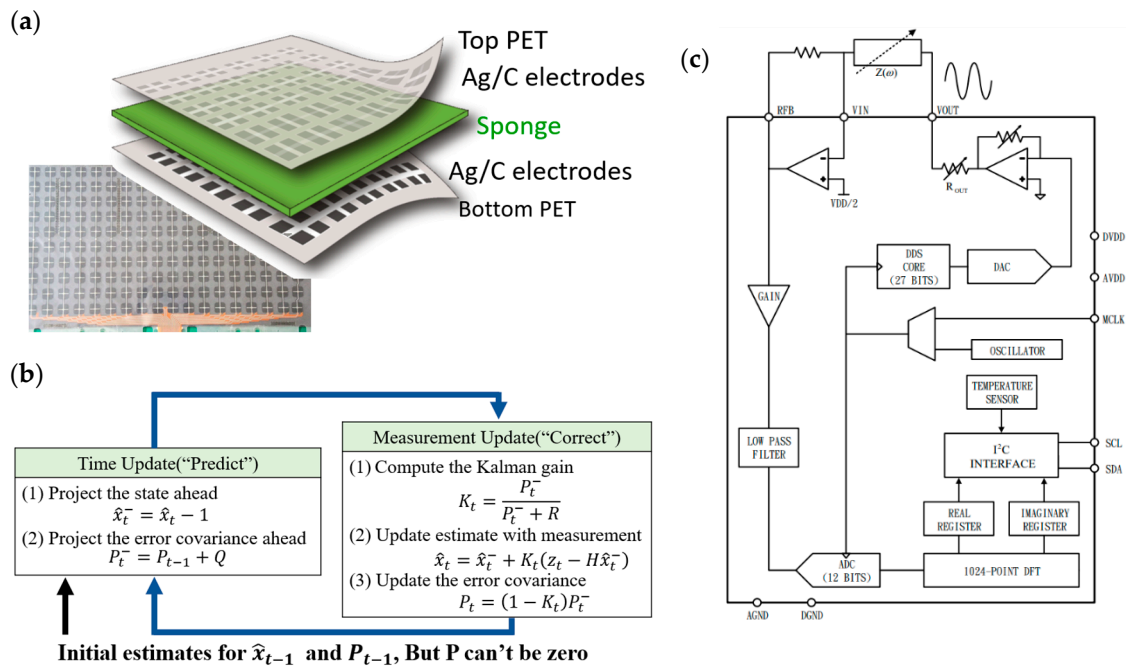 (a)
Top PET
Ag/C electrodes
Sponge
Ag/C electrodes
Bottom PET
(b)
Time Update(“Predict”)
(1) Project the state ahead
x̂ₜ⁻ = x̂ₜ − 1
(2) Project the error covariance ahead
Pₜ⁻ = Pₜ₋₁ + Q
Measurement Update(“Correct”)
(1) Compute the Kalman gain
Kₜ = Pₜ⁻ / (Pₜ⁻ + R)
(2) Update estimate with measurement
x̂ₜ = x̂ₜ⁻ + Kₜ(zₜ − Hx̂ₜ⁻)
(3) Update the error covariance
Pₜ = (1 − Kₜ)Pₜ⁻
Initial estimates for x̂ₜ₋₁ and Pₜ₋₁, But P can’t be zero
(c)
Z(ω)
RFB
VIN
VOUT
VDD/2
R OUT
DVDD
DDS
CORE
(27 BITS)
DAC
AVDD
GAIN
MCLK
OSCILLATOR
TEMPERATURE
SENSOR
LOW PASS
FILTER
I²C
INTERFACE
SCL
SDA
REAL
REGISTER
IMAGINARY
REGISTER
ADC
(12 BITS)
1024-POINT DFT
AGND
DGND